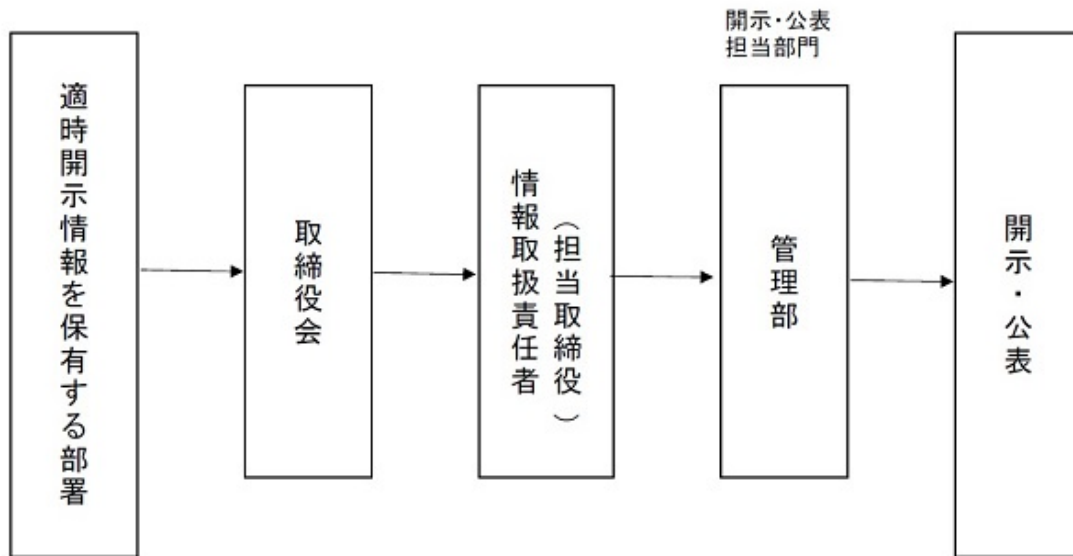 適時開示情報を保有する部署
取締役会
（担当取締役）
情報取扱責任者
開示・公表
担当部門
管理部
開示・公表